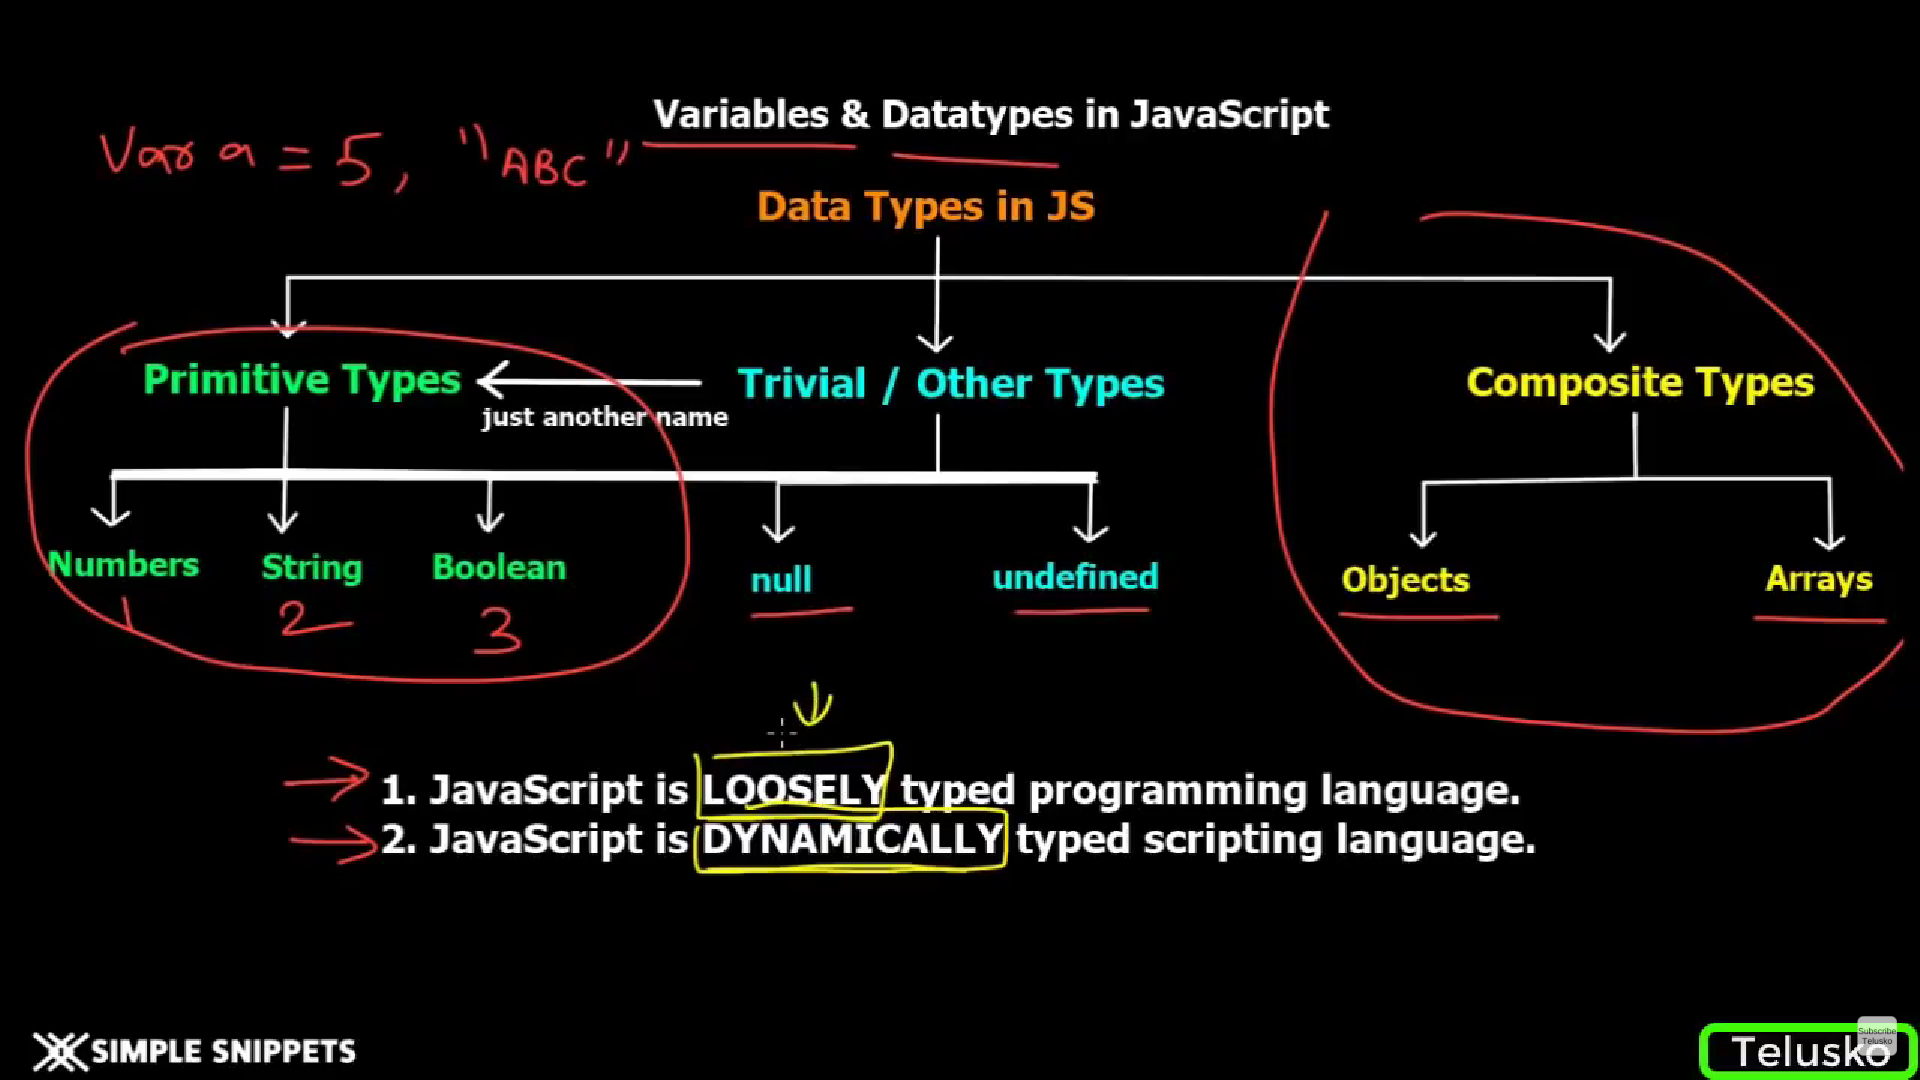 Variables & Datatypes in JavaScript
Var a = 5, "ABC"
Data Types in JS
Primitive Types
just another name
Trivial / Other Types
Composite Types
Numbers
String
Boolean
null
undefined
Objects
Arrays
1
2
3
1. JavaScript is LOOSELY typed programming language.
2. JavaScript is DYNAMICALLY typed scripting language.
SIMPLE SNIPPETS
Subscribe
Telusko
Telusko